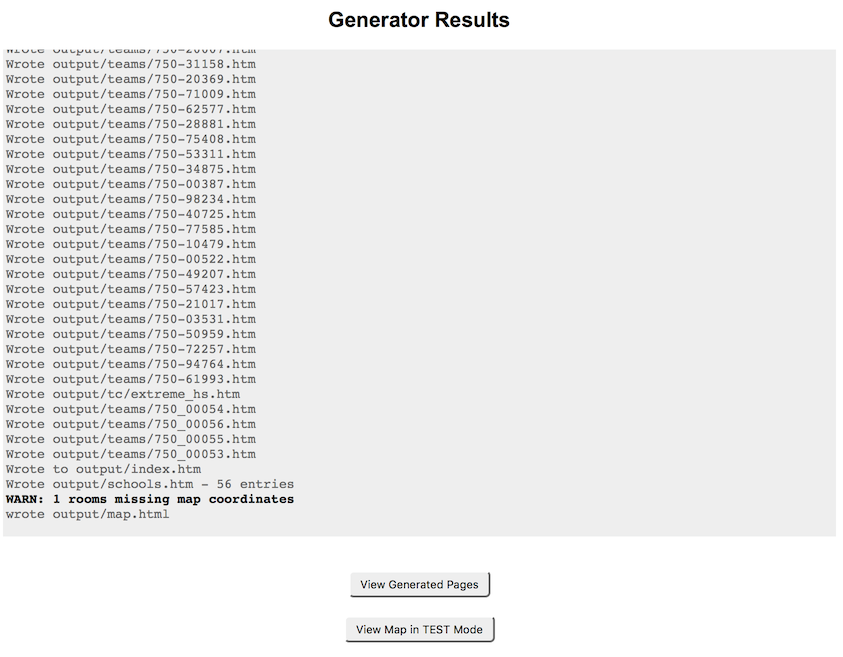 Generator Results
Wrote output/teams/750-20007.htm
Wrote output/teams/750-31158.htm
Wrote output/teams/750-20369.htm
Wrote output/teams/750-71009.htm
Wrote output/teams/750-62577.htm
Wrote output/teams/750-28881.htm
Wrote output/teams/750-75408.htm
Wrote output/teams/750-53311.htm
Wrote output/teams/750-34875.htm
Wrote output/teams/750-00387.htm
Wrote output/teams/750-98234.htm
Wrote output/teams/750-40725.htm
Wrote output/teams/750-77585.htm
Wrote output/teams/750-10479.htm
Wrote output/teams/750-00522.htm
Wrote output/teams/750-49207.htm
Wrote output/teams/750-57423.htm
Wrote output/teams/750-21017.htm
Wrote output/teams/750-03531.htm
Wrote output/teams/750-50959.htm
Wrote output/teams/750-72257.htm
Wrote output/teams/750-94764.htm
Wrote output/teams/750-61993.htm
Wrote output/tc/extreme_hs.htm
Wrote output/teams/750_00054.htm
Wrote output/teams/750_00056.htm
Wrote output/teams/750_00055.htm
Wrote output/teams/750_00053.htm
Wrote to output/index.htm
Wrote output/schools.htm - 56 entries
WARN: 1 rooms missing map coordinates
wrote output/map.html
View Generated Pages
View Map in TEST Mode